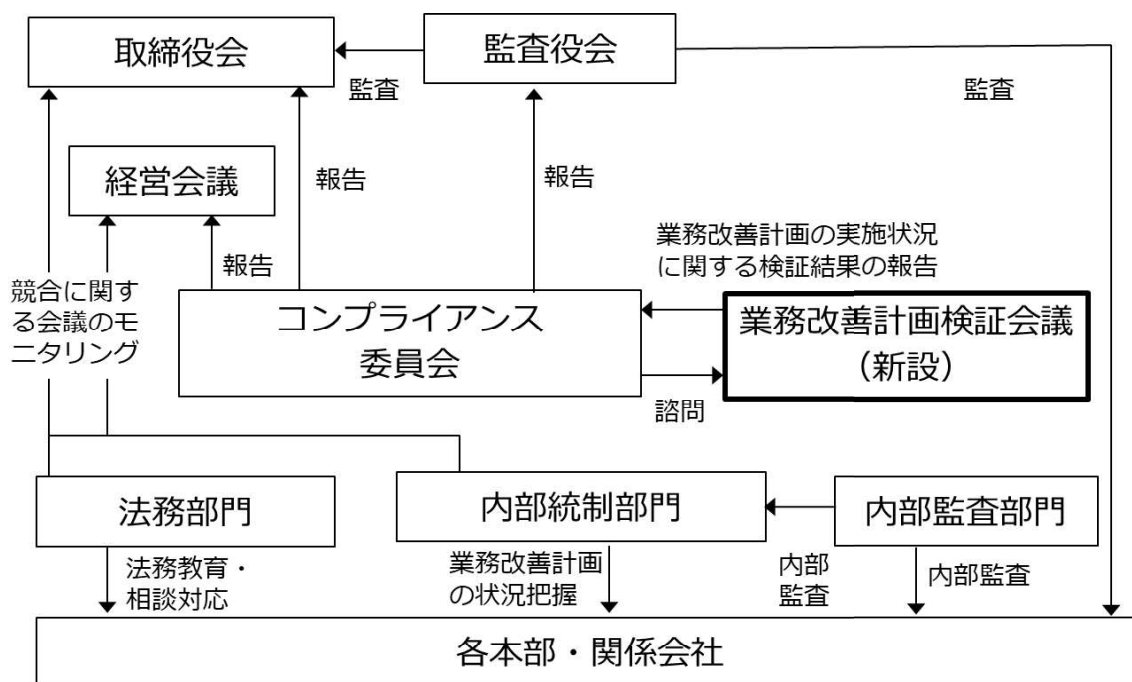 取締役会
監査役会
監査
監査
経営会議
報告
報告
報告
業務改善計画の実施状況
に関する検証結果の報告
競合に関す
る会議のモ
ニタリング
コンプライアンス
委員会
業務改善計画検証会議
（新設）
諮問
法務部門
内部統制部門
内部監査部門
法務教育・
相談対応
業務改善計画
の状況把握
内部
監査
内部監査
各本部・関係会社